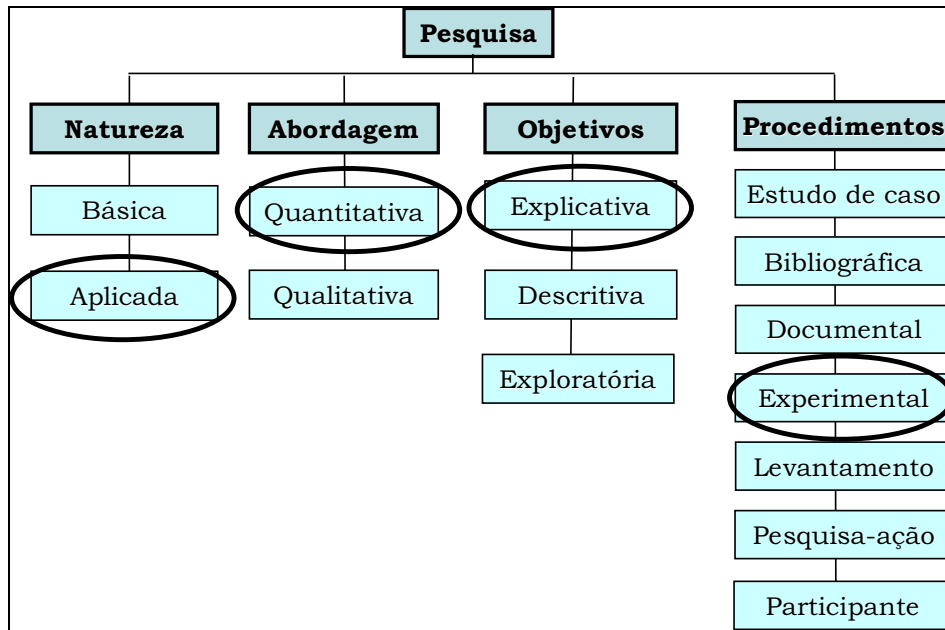 Pesquisa
Natureza
Abordagem
Objetivos
Procedimentos
Básica
Aplicada
Quantitativa
Qualitativa
Explicativa
Descritiva
Exploratória
Estudo de caso
Bibliográfica
Documental
Experimental
Levantamento
Pesquisa-ação
Participante